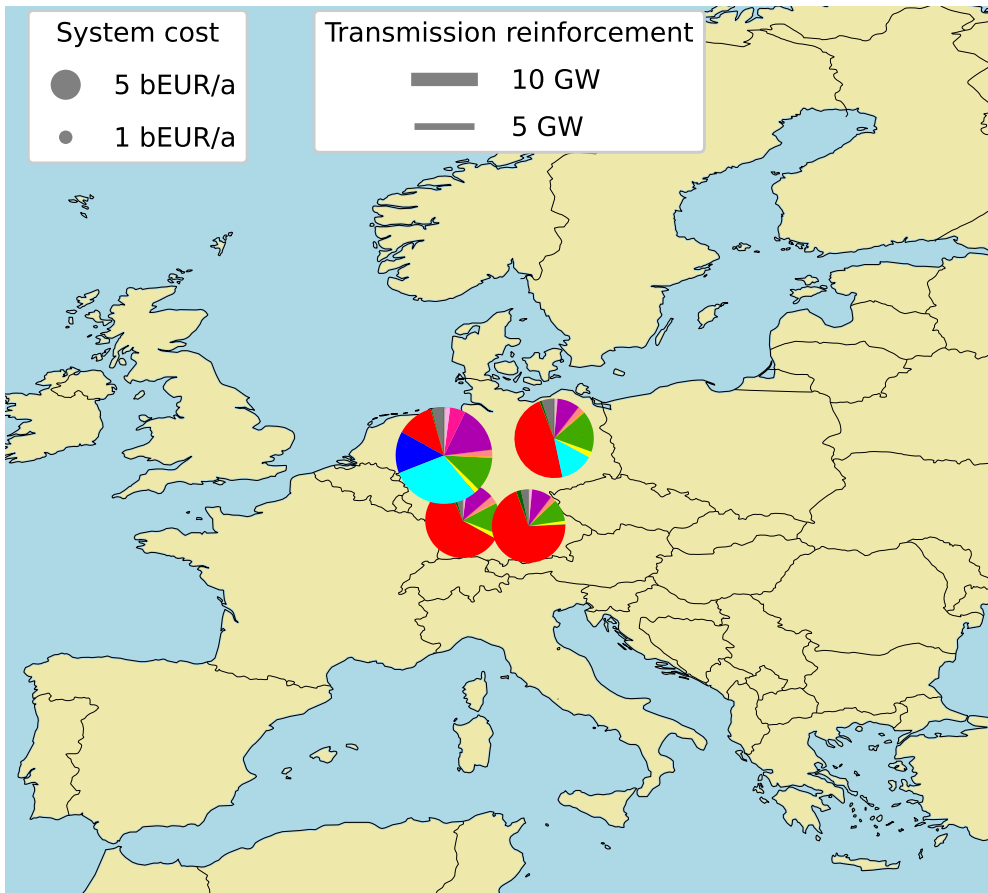 System cost
5 bEUR/a
1 bEUR/a
Transmission reinforcement
10 GW
5 GW